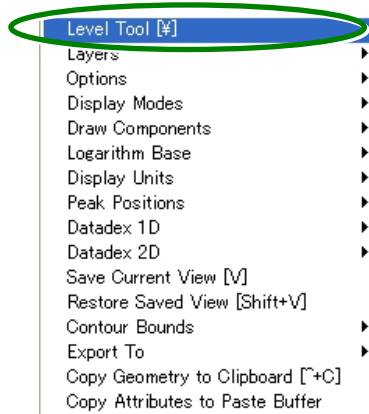 Level Tool [¥]
Layers
Options
Display Modes
Draw Components
Logarithm Base
Display Units
Peak Positions
Datadex 1D
Datadex 2D
Save Current View [V]
Restore Saved View [Shift+V]
Contour Bounds
Export To
Copy Geometry to Clipboard [^+C]
Copy Attributes to Paste Buffer